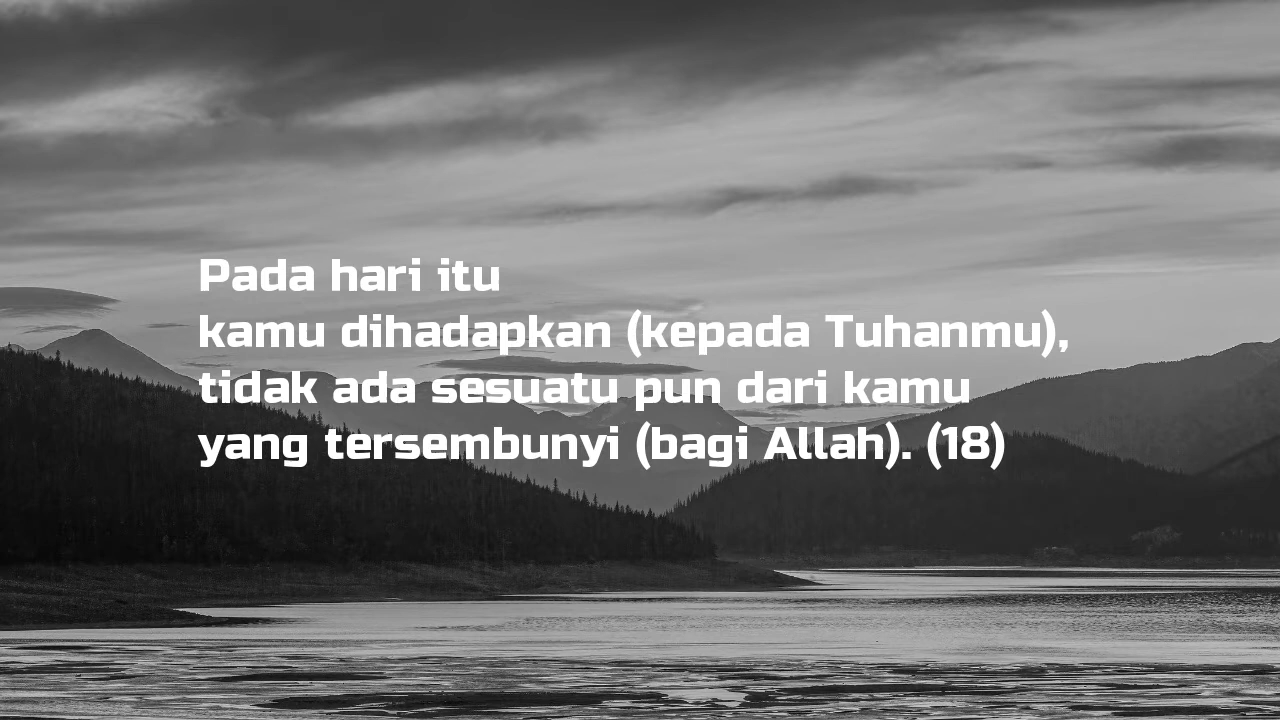 Pada hari itu
kamu dihadapkan (kepada Tuhanmu),
tidak ada sesuatu pun dari kamu
yang tersembunyi (bagi Allah). (18)